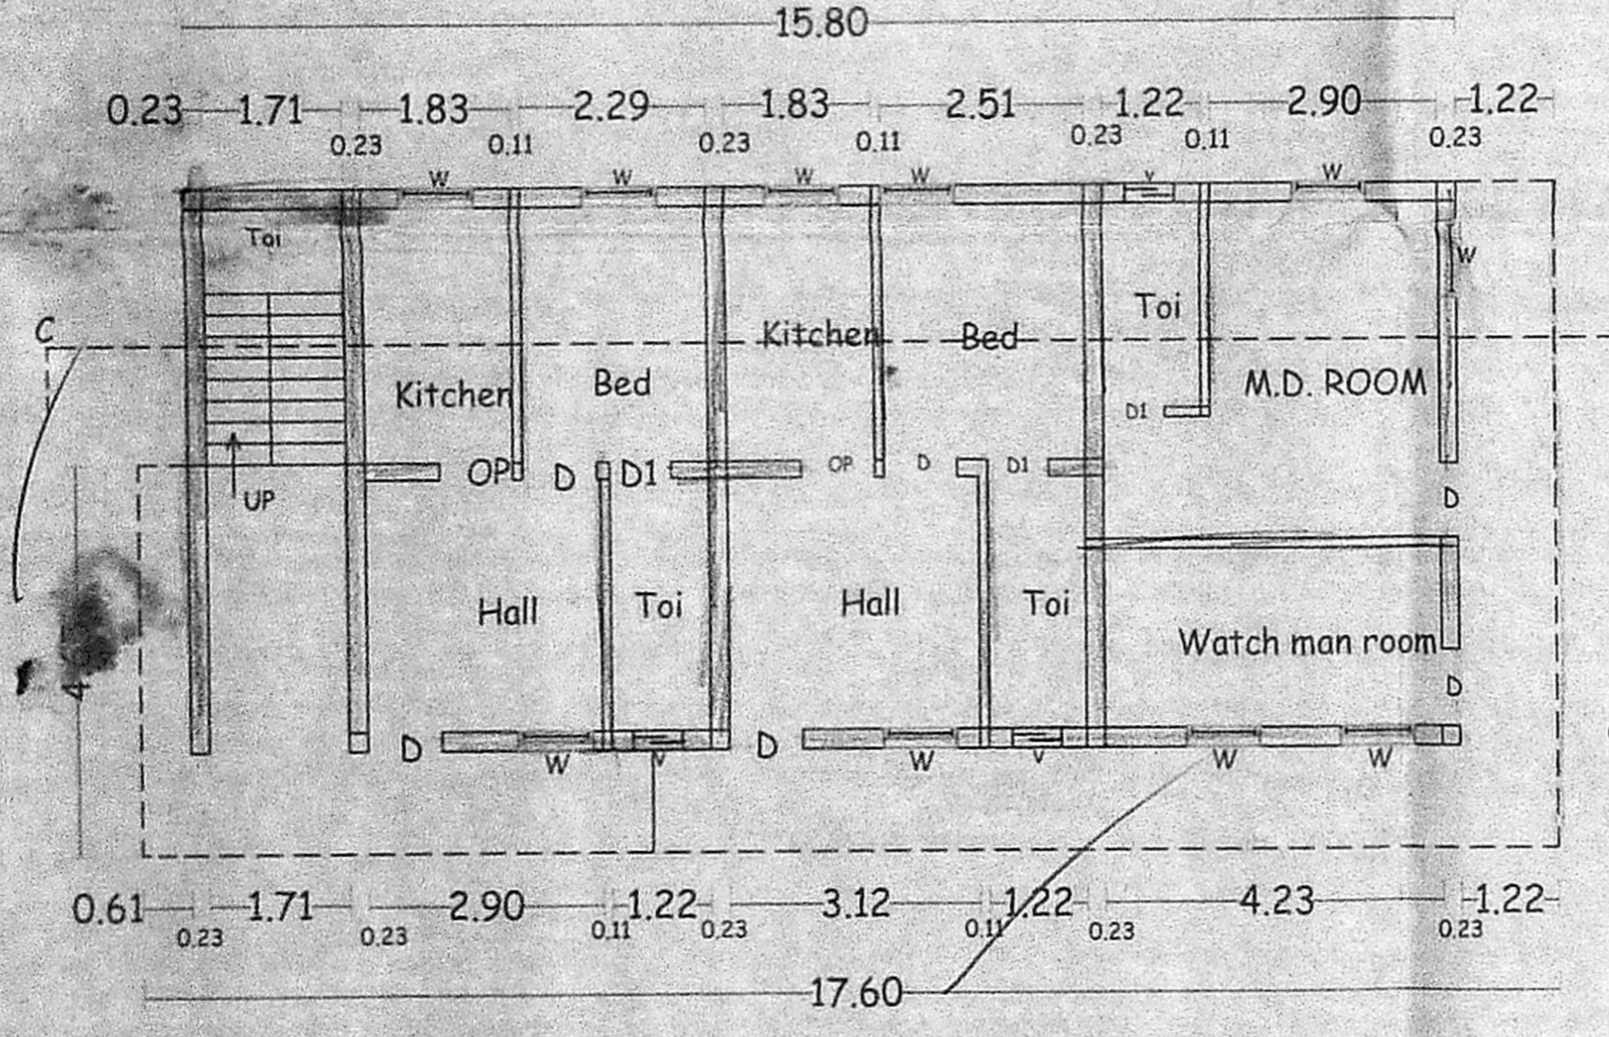 15.80
0.23 1.71 1.83 2.29 1.83 2.51 1.22 2.90 1.22
0.23 0.11 0.23 0.11 0.23 0.11 0.23
W W W W V W
Toi
W
Toi
C
Kitchen Bed
Kitchen Bed M.D. ROOM
D1
OP D D1 OP D D1
UP D
Hall Toi Hall Toi
Watch man room
D
D W V D W V W W
0.61 1.71 2.90 1.22 3.12 1.22 4.23 1.22
0.23 0.23 0.11 0.23 0.11 0.23 0.23
17.60